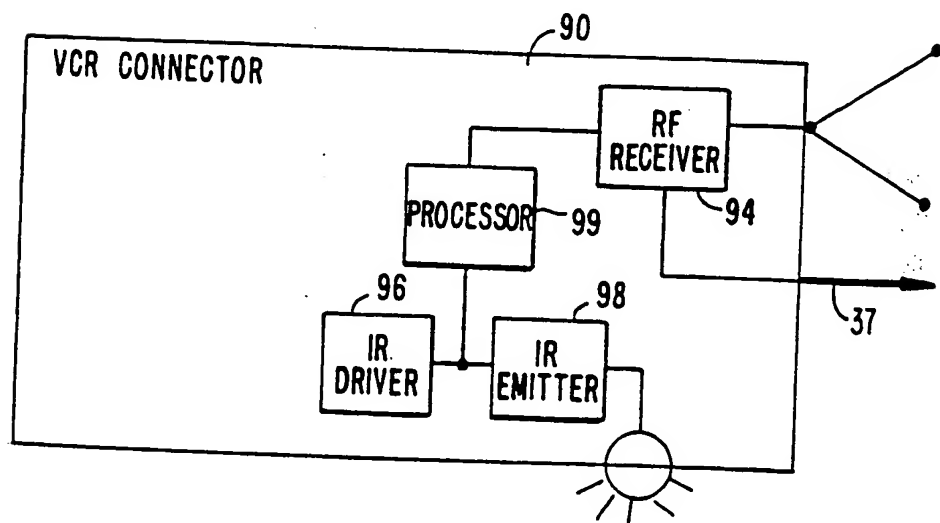 90
VCR CONNECTOR
RF
RECEIVER
94
PROCESSOR
99
37
96
98
IR
DRIVER
IR
EMITTER